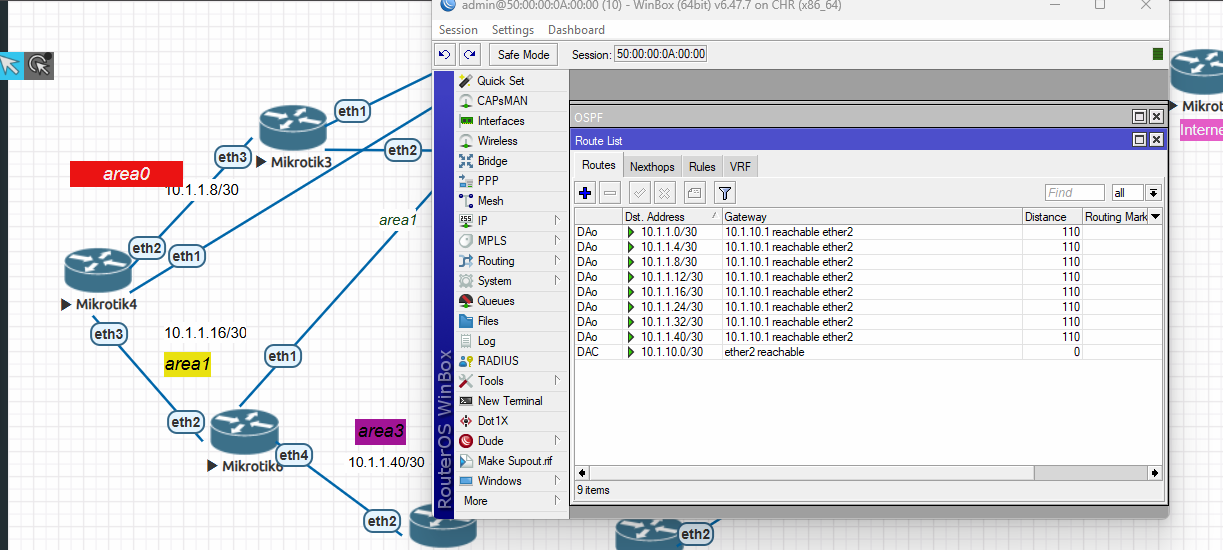 admin@50:00:00:0A:00:00 (10) - WinBox (64bit) v6.47.7 on CHR (x86_64)
Session Settings Dashboard
Safe Mode Session: 50:00:00:0A:00:00
Quick Set
CAPsMAN
Interfaces
Wireless
Bridge
PPP
Mesh
IP
MPLS
Routing
System
Queues
Files
Log
RADIUS
Tools
New Terminal
Dot1X
Dude
Make Supout.rif
Windows
More
RouterOS WinBox
OSPF
Route List
Routes Nexthops Rules VRF
Find all
Dst. Address Gateway Distance Routing Mark
DAo 10.1.1.0/30 10.1.10.1 reachable ether2 110
DAo 10.1.1.4/30 10.1.10.1 reachable ether2 110
DAo 10.1.1.8/30 10.1.10.1 reachable ether2 110
DAo 10.1.1.12/30 10.1.10.1 reachable ether2 110
DAo 10.1.1.16/30 10.1.10.1 reachable ether2 110
DAo 10.1.1.24/30 10.1.10.1 reachable ether2 110
DAo 10.1.1.32/30 10.1.10.1 reachable ether2 110
DAo 10.1.1.40/30 10.1.10.1 reachable ether2 110
DAC 10.1.10.0/30 ether2 reachable 0
9 items
eth1
Mikrotik3
eth3
eth2
area0
10.1.1.8/30
area1
eth2
eth1
Mikrotik4
eth3
10.1.1.16/30
area1
eth1
eth2
Mikrotik6
eth4
area3
10.1.1.40/30
eth2
eth2
Mikrot
Interne